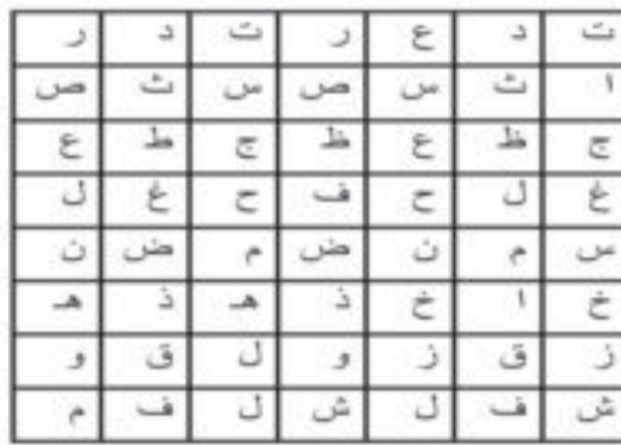 ت د ع ر ت د ر
ا ث س ص س ث ص
ج ظ ع ظ ج ط ع
غ ل ح ف ح غ ل
س م ن ض م ض ن
خ ا خ ذ هـ ذ هـ
ز ق ز و ل ق و
ش ف ل ش ل ف م